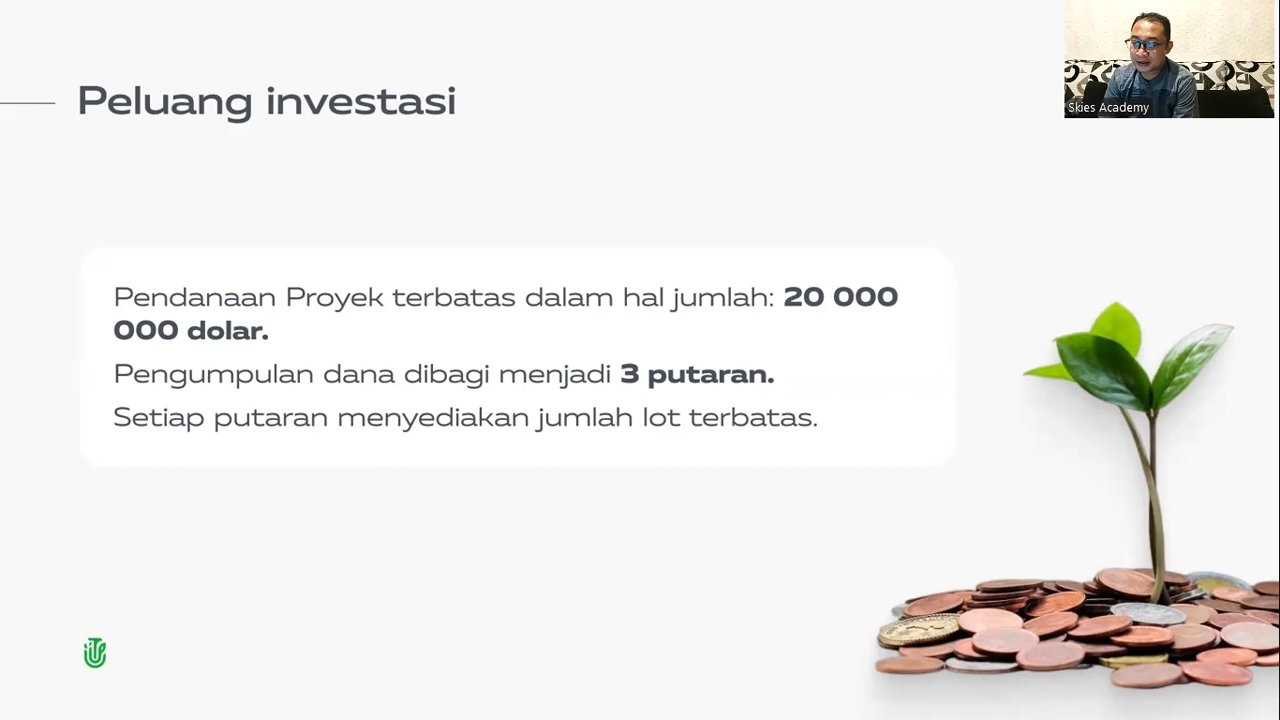 Peluang investasi
Skies Academy
Pendanaan Proyek terbatas dalam hal jumlah: 20 000
000 dolar.
Pengumpulan dana dibagi menjadi 3 putaran.
Setiap putaran menyediakan jumlah lot terbatas.